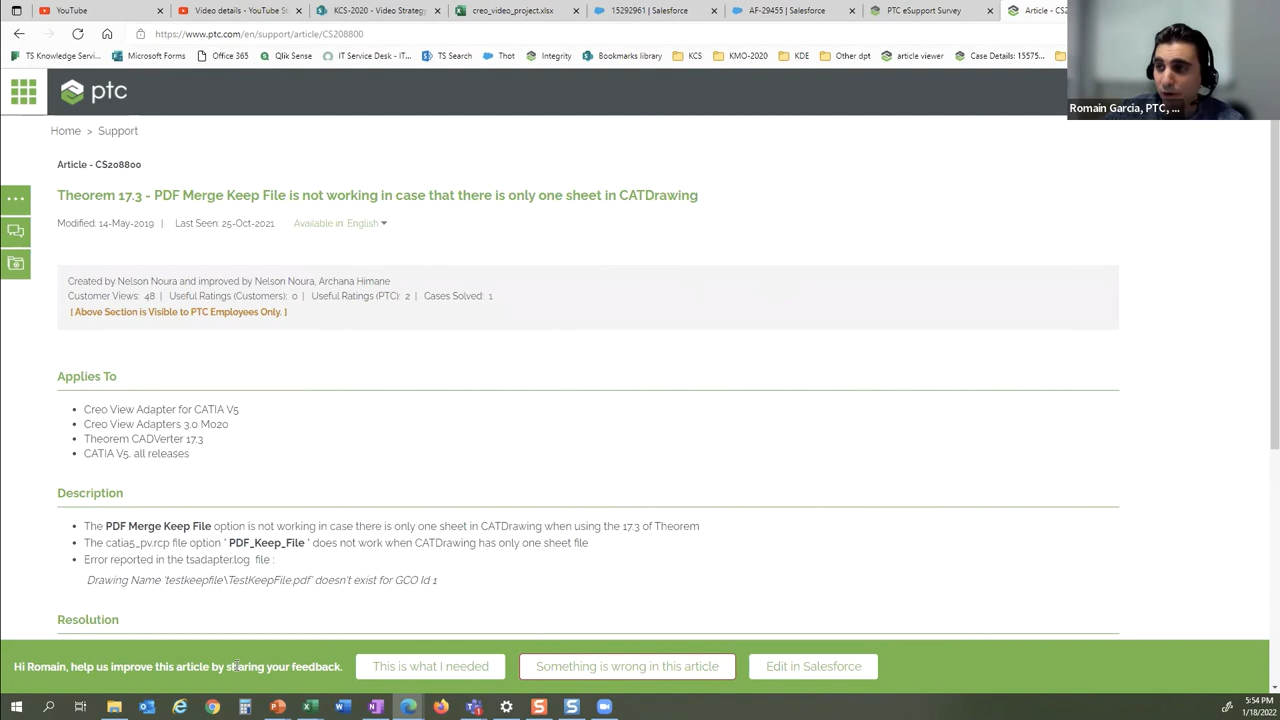 YouTube
Video details - YouTube St
KCS-2020 - Video Strategy
creo_video_project.xlsx
15292961 | Salesforce
AF-29455 | Salesforce
PTC eSupport Survey
Article - CS2
https://www.ptc.com/en/support/article/CS208800
TS Knowledge Servi...
Microsoft Forms
Office 365
Qlik Sense
IT Service Desk - IT...
TS Search
Thot
Integrity
Bookmarks library
KCS
KMO-2020
KDE
Other dpt
article viewer
Case Details: 15575...
ptc
Romain Garcia, PTC, ...
Home > Support
Article - CS208800
Theorem 17.3 - PDF Merge Keep File is not working in case that there is only one sheet in CATDrawing
Modified: 14-May-2019 | Last Seen: 25-Oct-2021 Available in: English
Created by Nelson Noura and improved by Nelson Noura, Archana Himane
Customer Views: 48 | Useful Ratings (Customers): 0 | Useful Ratings (PTC): 2 | Cases Solved: 1
[ Above Section is Visible to PTC Employees Only. ]
Applies To
• Creo View Adapter for CATIA V5
• Creo View Adapters 3.0 M020
• Theorem CADVerter 17.3
• CATIA V5. all releases
Description
• The PDF Merge Keep File option is not working in case there is only one sheet in CATDrawing when using the 17.3 of Theorem
• The catia5_pv.rcp file option " PDF_Keep_File " does not work when CATDrawing has only one sheet file
• Error reported in the tsadapter.log file :
Drawing Name 'testkeepfile\TestKeepFile.pdf' doesn't exist for GCO Id 1
Resolution
Hi Romain, help us improve this article by sharing your feedback.
This is what I needed
Something is wrong in this article
Edit in Salesforce
5:54 PM
1/18/2022